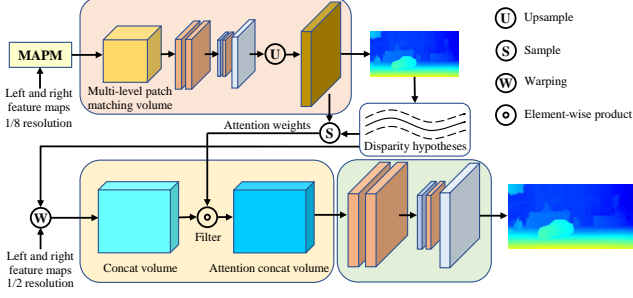 MAPM
Left and right
feature maps
1/8 resolution
Multi-level patch
matching volume
U
Attention weights
S
Disparity hypotheses
U Upsample
S Sample
W Warping
Element-wise product
W
Left and right
feature maps
1/2 resolution
Concat volume
Filter
Attention concat volume